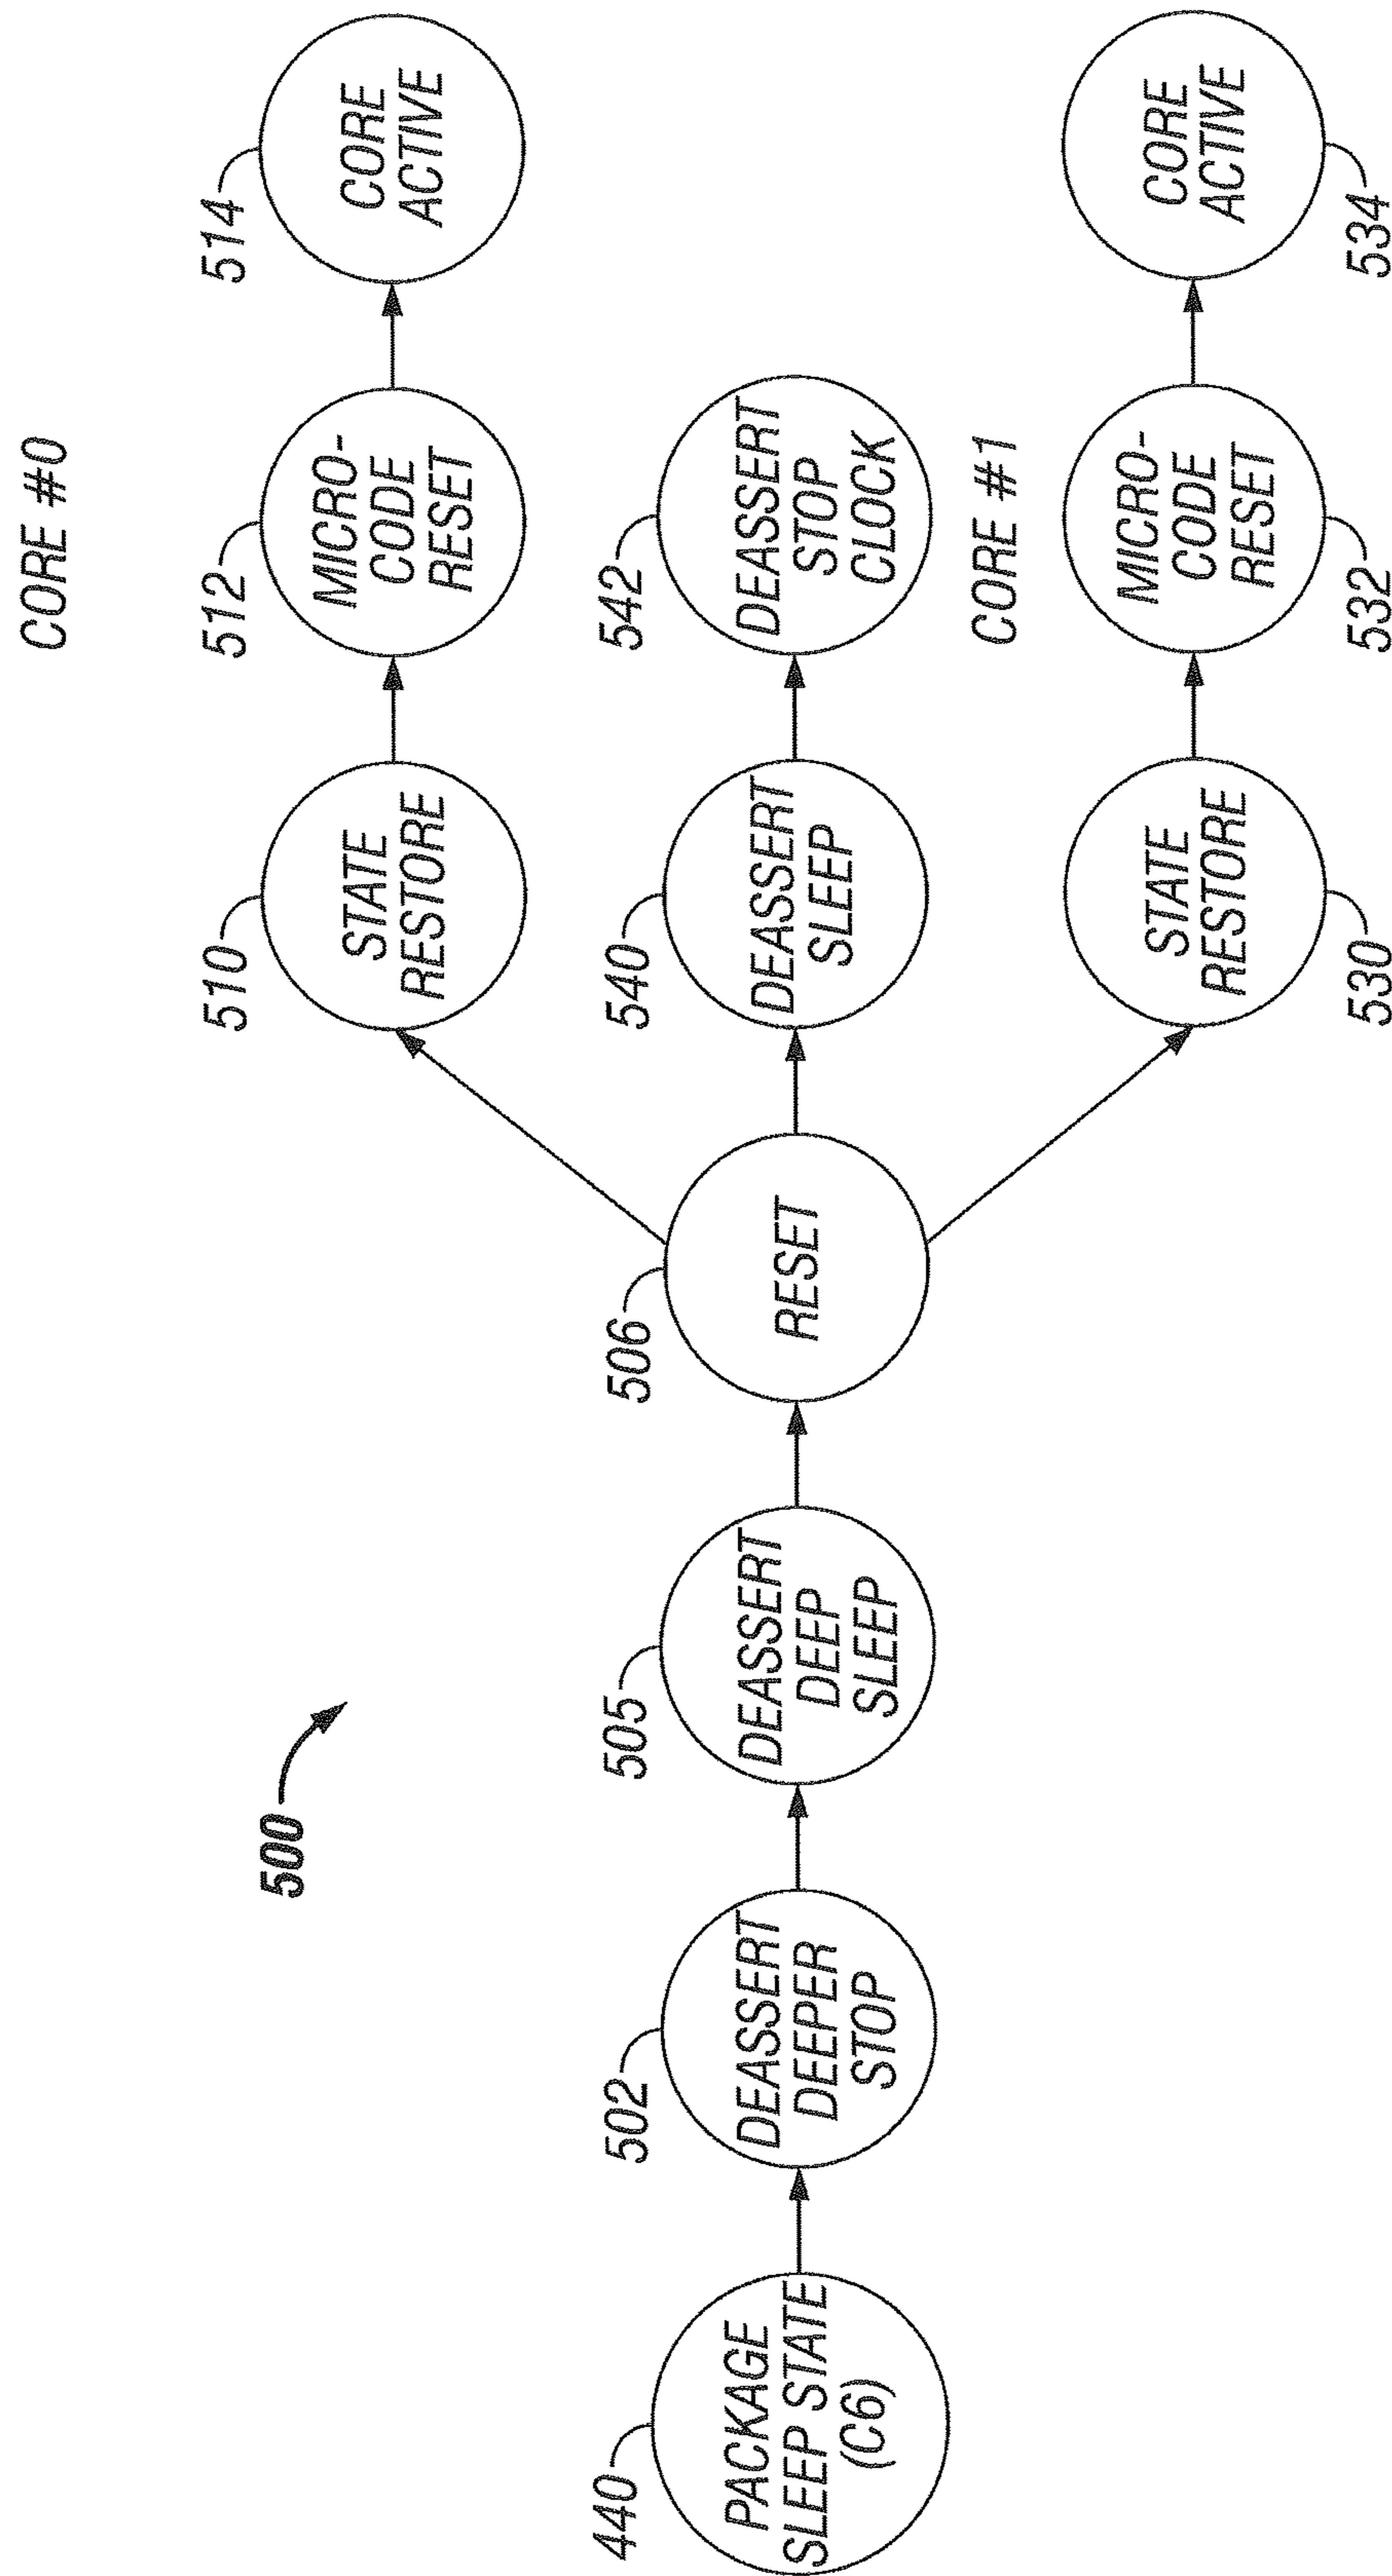 CORE #0
510
STATE
RESTORE
512
MICRO-
CODE
RESET
514
CORE
ACTIVE
500
440
PACKAGE
SLEEP STATE
(C6)
502
DEASSERT
DEEPER
STOP
505
DEASSERT
DEEP
SLEEP
506
RESET
540
DEASSERT
SLEEP
542
DEASSERT
STOP
CLOCK
CORE #1
STATE
RESTORE
530
MICRO-
CODE
RESET
532
CORE
ACTIVE
534